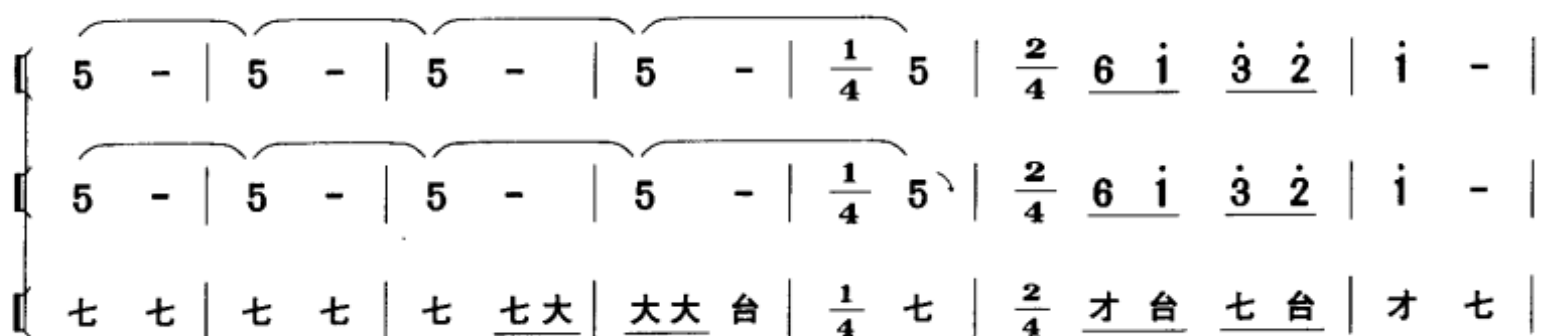 5 - | 5 - | 5 - | 5 - | 1/4 5 | 2/4 6 i̇ 3̇ 2̇ | i̇ - |
5 - | 5 - | 5 - | 5 - | 1/4 5 | 2/4 6 i̇ 3̇ 2̇ | i̇ - |
七 七 | 七 七 | 七 七大 | 大大 台 | 1/4 七 | 2/4 才台 七台 | 才 七 |